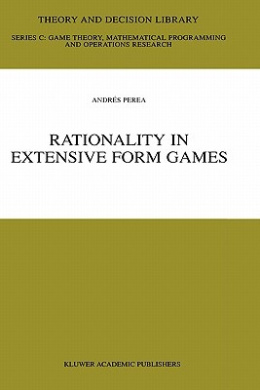 THEORY AND DECISION LIBRARY
SERIES C: GAME THEORY, MATHEMATICAL PROGRAMMING
AND OPERATIONS RESEARCH
ANDRÉS PEREA
RATIONALITY IN
EXTENSIVE FORM GAMES
KLUWER ACADEMIC PUBLISHERS